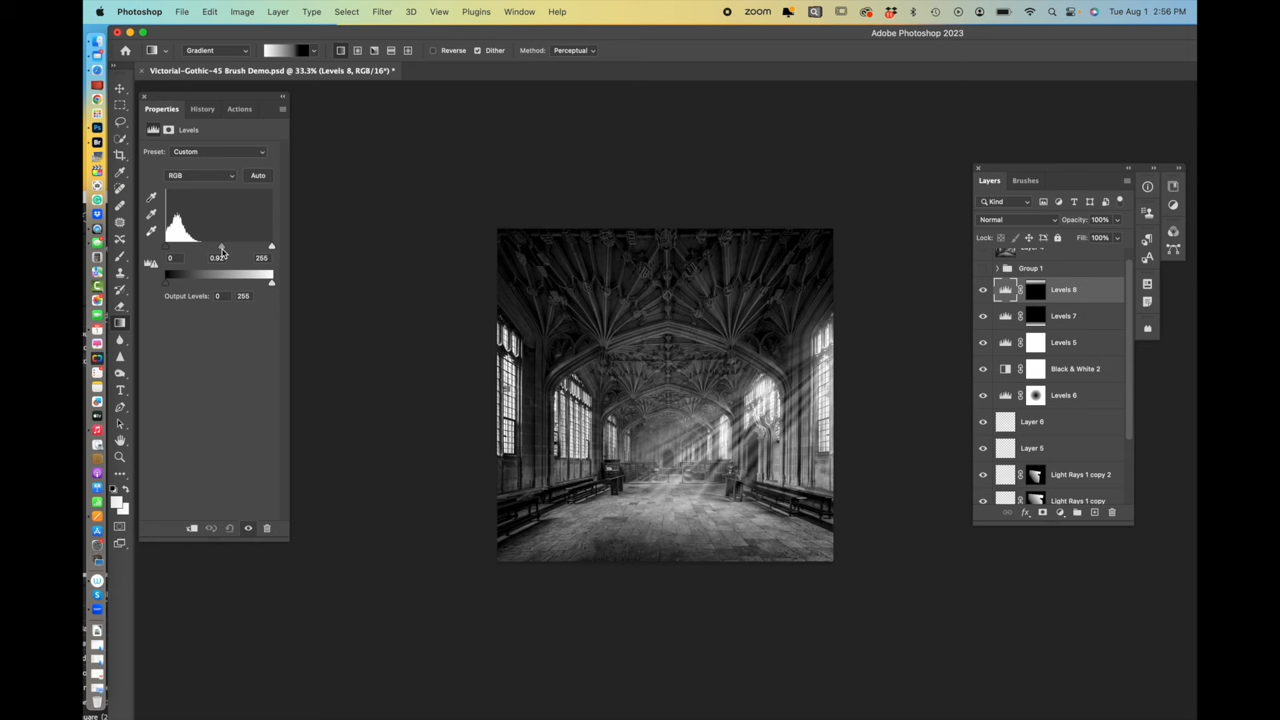 Photoshop File Edit Image Layer Type Select Filter 3D View Plugins Window Help zoom Tue Aug 1 2:56 PM
Adobe Photoshop 2023
Gradient Reverse Dither Method: Perceptual
Victorial-Gothic-45 Brush Demo.psd @ 33.3% (Levels 8, RGB/16*) *
Properties History Actions
Levels
Preset: Custom
RGB Auto
0 255
Output Levels: 0 255
Layers Brushes
Kind
Normal Opacity: 100%
Lock: Fill: 100%
Group 1
Levels 8
Levels 7
Levels 5
Black & White 2
Levels 6
Layer 6
Layer 5
Light Rays 1 copy 2
Light Rays 1 copy
fx